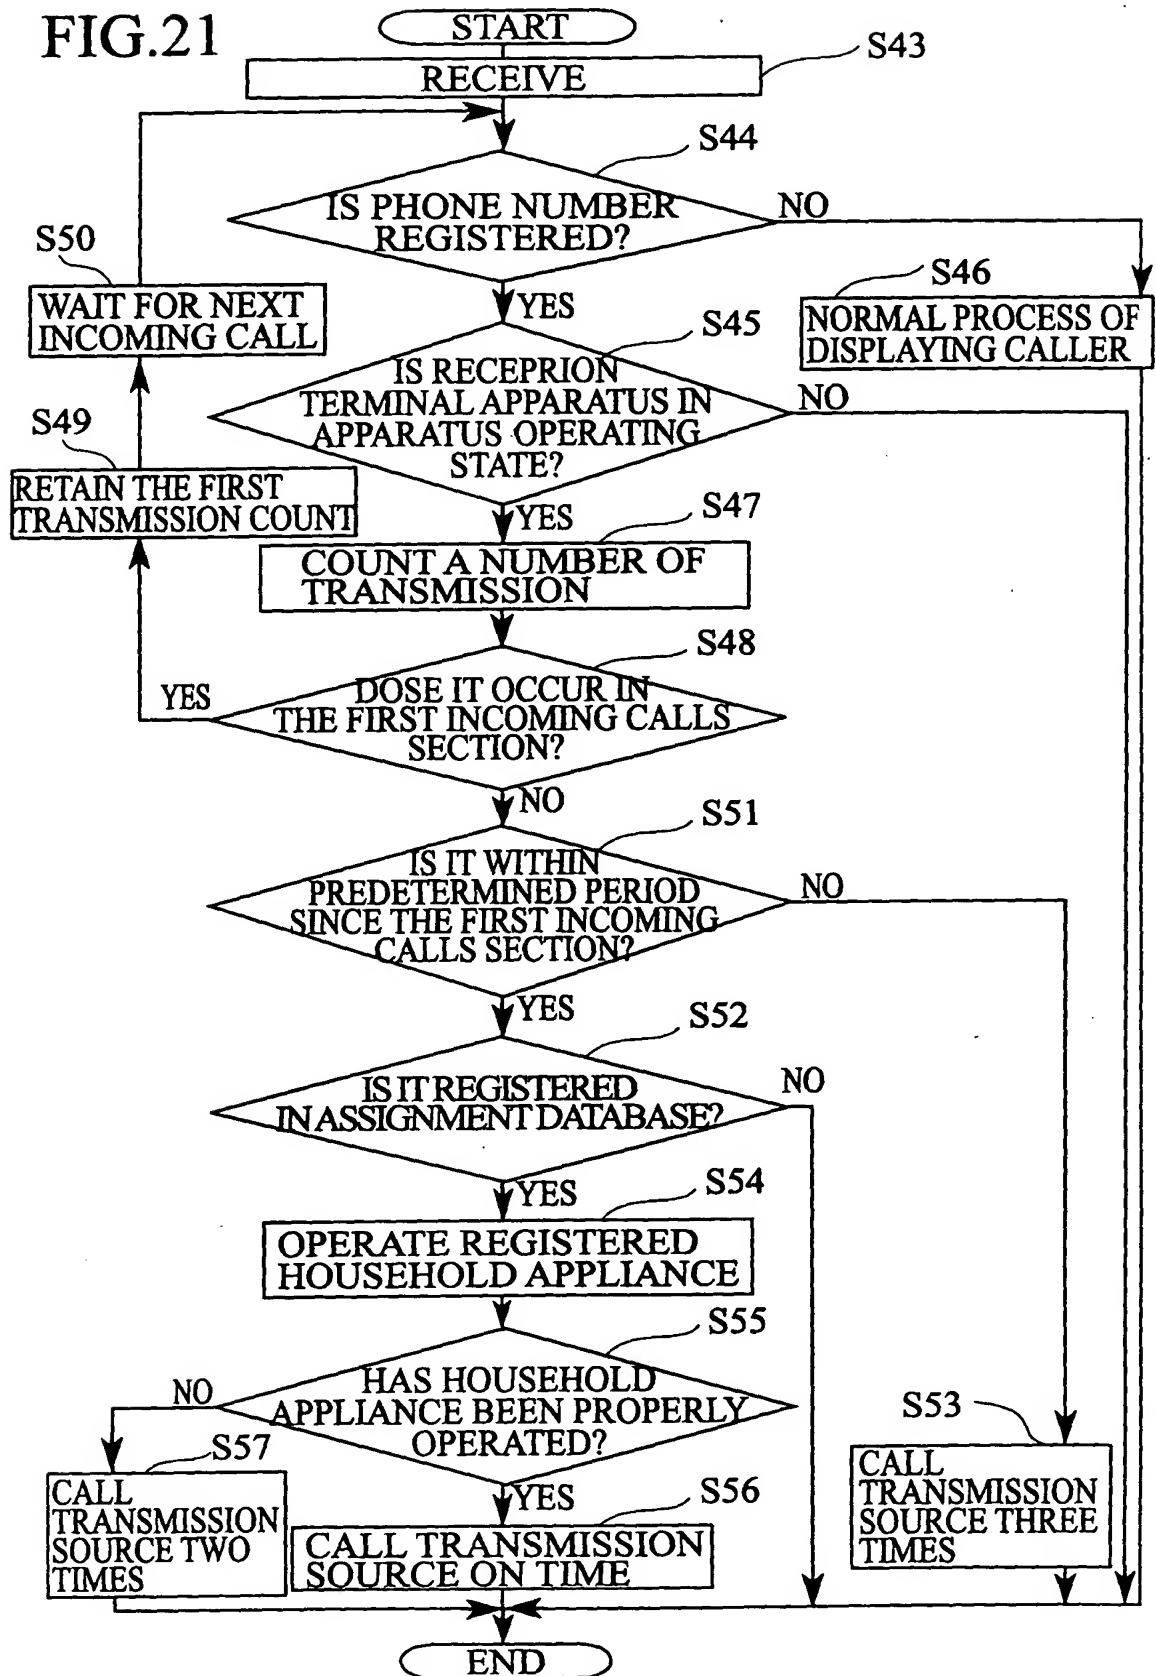 FIG.21
START
S43
RECEIVE
S44
IS PHONE NUMBER
REGISTERED?
NO
YES
S50
WAIT FOR NEXT
INCOMING CALL
S46
NORMAL PROCESS OF
DISPLAYING CALLER
S45
IS RECEPRION
TERMINAL APPARATUS IN
APPARATUS OPERATING
STATE?
NO
YES
S49
RETAIN THE FIRST
TRANSMISSION COUNT
S47
COUNT A NUMBER OF
TRANSMISSION
S48
DOSE IT OCCUR IN
THE FIRST INCOMING CALLS
SECTION?
YES
NO
S51
IS IT WITHIN
PREDETERMINED PERIOD
SINCE THE FIRST INCOMING
CALLS SECTION?
NO
YES
S52
IS IT REGISTERED
IN ASSIGNMENT DATABASE?
NO
YES
S54
OPERATE REGISTERED
HOUSEHOLD APPLIANCE
S55
HAS HOUSEHOLD
APPLIANCE BEEN PROPERLY
OPERATED?
NO
YES
S57
CALL
TRANSMISSION
SOURCE TWO
TIMES
S56
CALL TRANSMISSION
SOURCE ON TIME
S53
CALL
TRANSMISSION
SOURCE THREE
TIMES
END